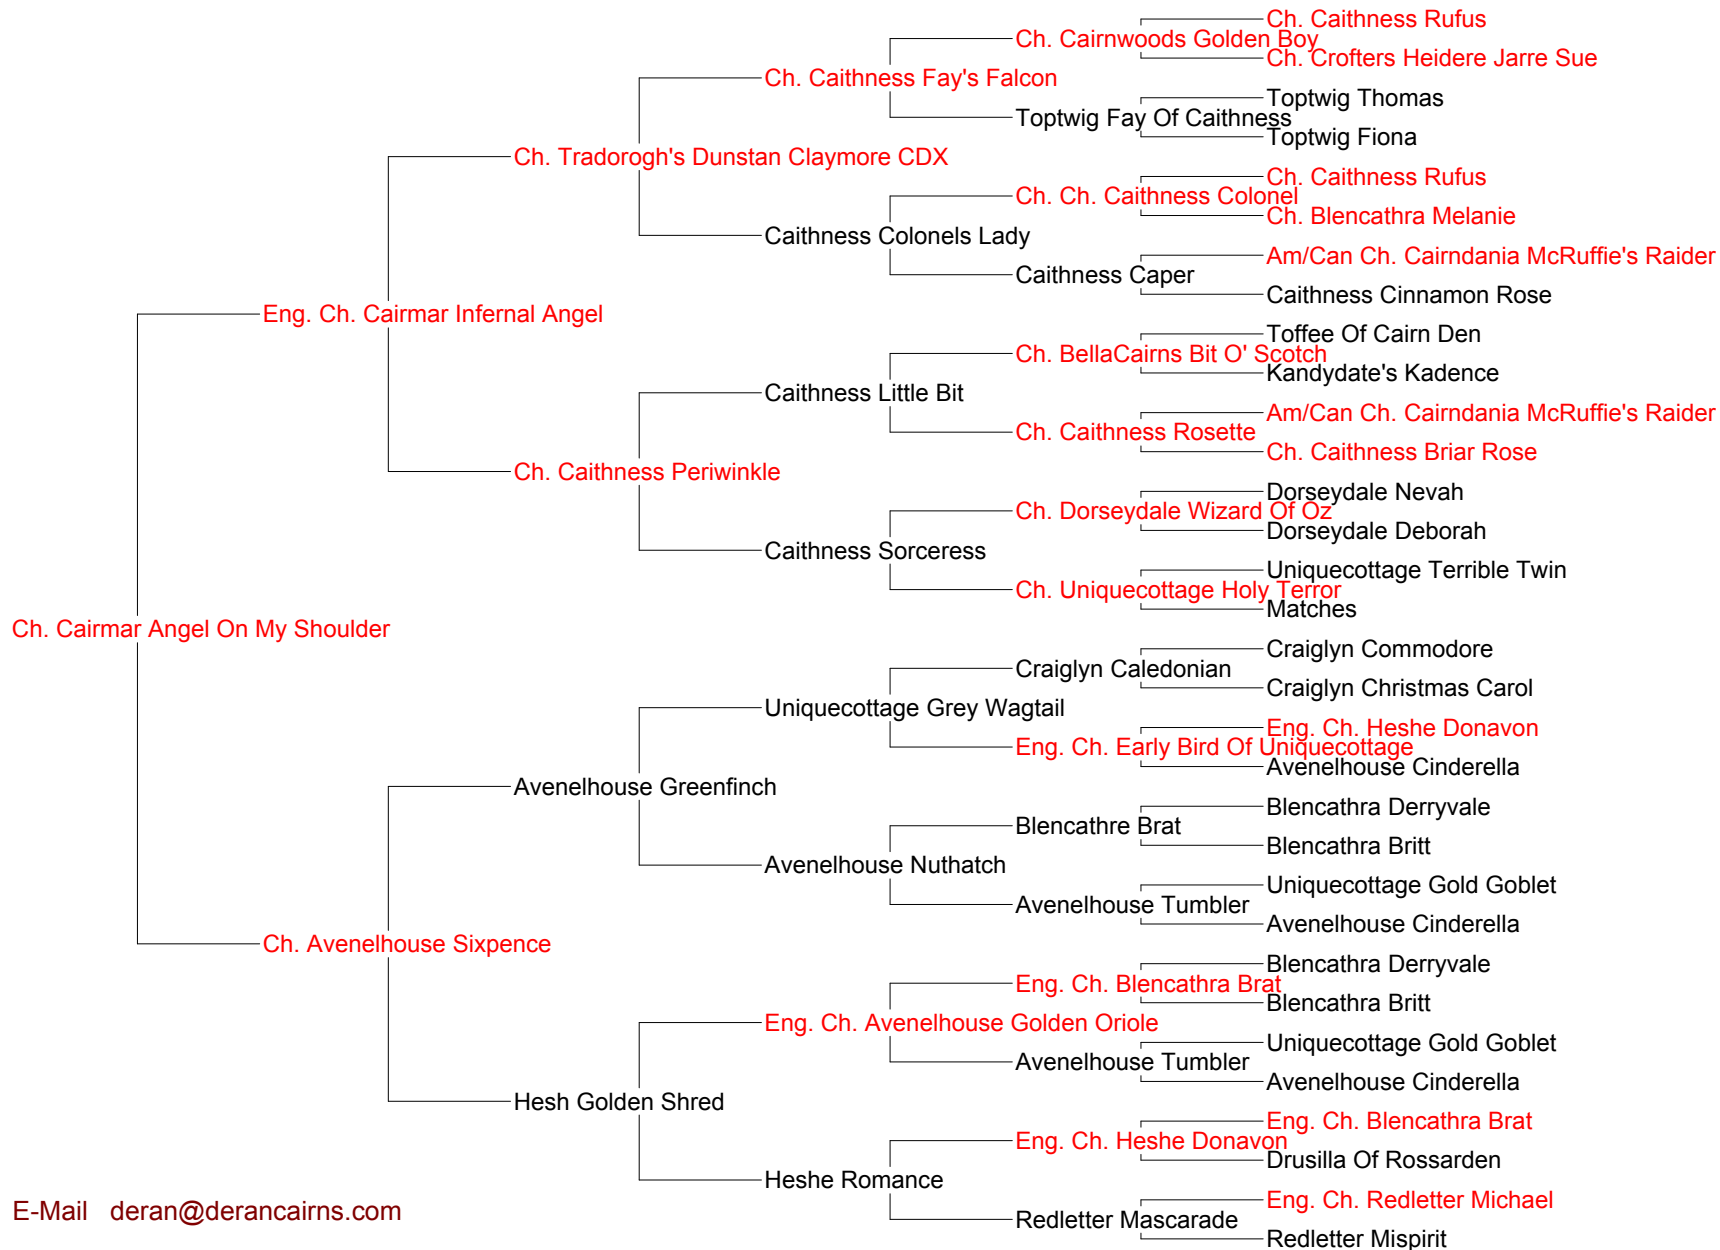 Ch. Caithness Rufus
Ch. Cairnwoods Golden Boy
Ch. Crofters Heidere Jarre Sue
Ch. Caithness Fay's Falcon
Toptwig Thomas
Toptwig Fay Of Caithness
Toptwig Fiona
Ch. Tradorogh's Dunstan Claymore CDX
Ch. Caithness Rufus
Ch. Ch. Caithness Colonel
Ch. Blencathra Melanie
Caithness Colonels Lady
Am/Can Ch. Cairndania McRuffie's Raider
Caithness Caper
Caithness Cinnamon Rose
Eng. Ch. Cairmar Infernal Angel
Toffee Of Cairn Den
Ch. BellaCairns Bit O' Scotch
Kandydate's Kadence
Caithness Little Bit
Am/Can Ch. Cairndania McRuffie's Raider
Ch. Caithness Rosette
Ch. Caithness Briar Rose
Ch. Caithness Periwinkle
Dorseydale Nevah
Ch. Dorseydale Wizard Of Oz
Dorseydale Deborah
Caithness Sorceress
Uniquecottage Terrible Twin
Ch. Uniquecottage Holy Terror
Matches
Ch. Cairmar Angel On My Shoulder
Craiglyn Commodore
Craiglyn Caledonian
Craiglyn Christmas Carol
Uniquecottage Grey Wagtail
Eng. Ch. Heshe Donavon
Eng. Ch. Early Bird Of Uniquecottage
Avenelhouse Cinderella
Avenelhouse Greenfinch
Blencathra Derryvale
Blencathre Brat
Blencathra Britt
Avenelhouse Nuthatch
Uniquecottage Gold Goblet
Avenelhouse Tumbler
Avenelhouse Cinderella
Ch. Avenelhouse Sixpence
Blencathra Derryvale
Eng. Ch. Blencathra Brat
Blencathra Britt
Eng. Ch. Avenelhouse Golden Oriole
Uniquecottage Gold Goblet
Avenelhouse Tumbler
Avenelhouse Cinderella
Hesh Golden Shred
Eng. Ch. Blencathra Brat
Eng. Ch. Heshe Donavon
Drusilla Of Rossarden
Heshe Romance
Eng. Ch. Redletter Michael
Redletter Mascarade
Redletter Mispirit
E-Mail deran@derancairns.com